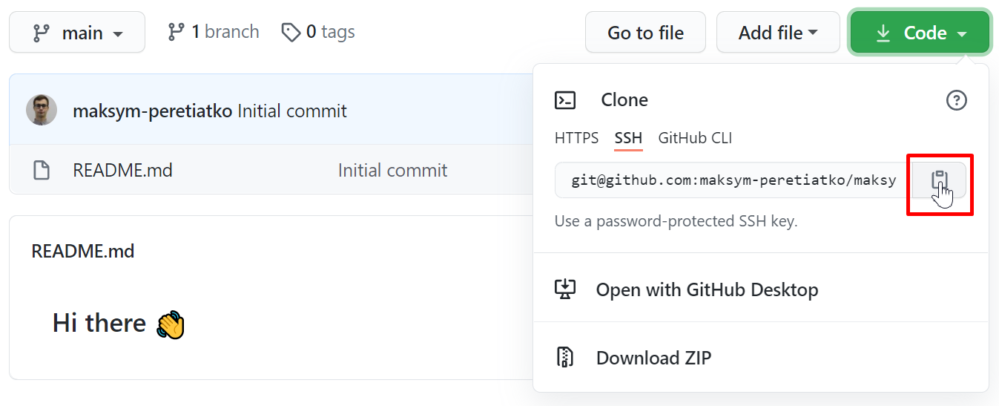 main
1 branch
0 tags
Go to file
Add file
Code
maksym-peretiatko Initial commit
README.md
Initial commit
README.md
Hi there 👋
Clone
HTTPS
SSH
GitHub CLI
git@github.com:maksym-peretiatko/maksy
Use a password-protected SSH key.
Open with GitHub Desktop
Download ZIP